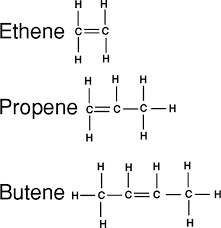 H H
Ethene C=C
H H
H H H
Propene C=C—C—H
H H
H H H H
Butene H—C—C=C—C—H
H H